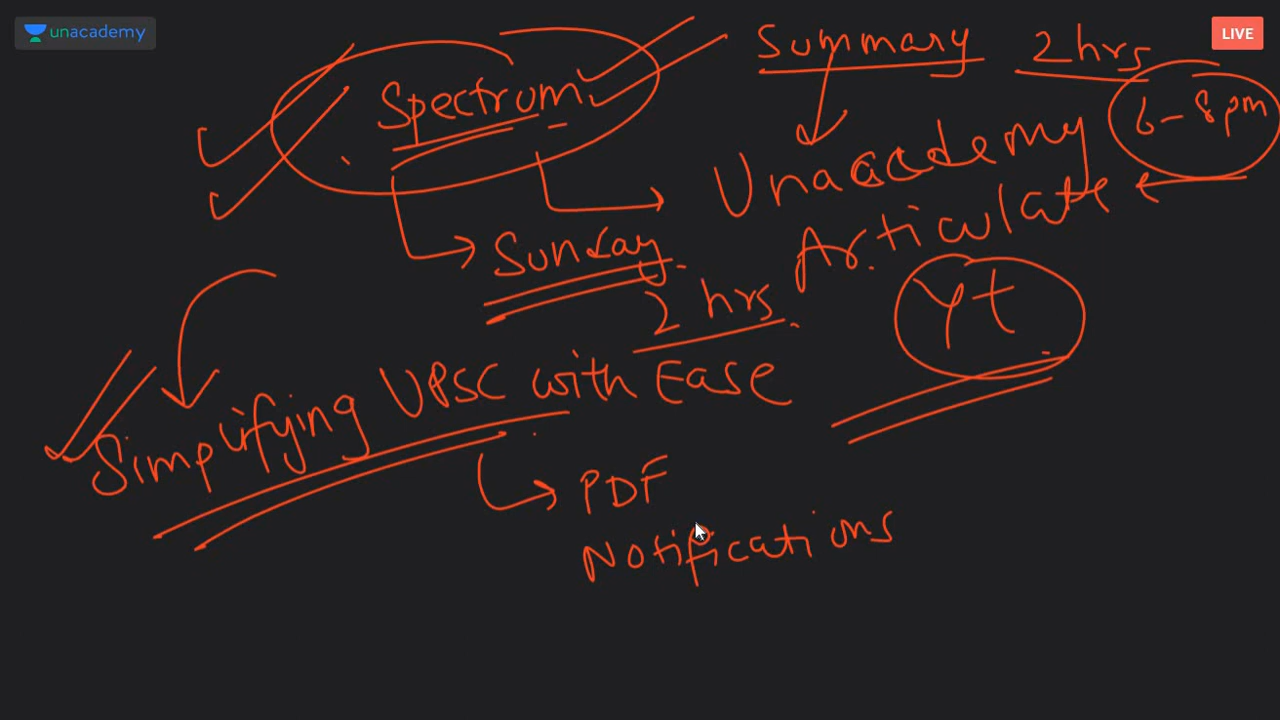 unacademy
LIVE
Summary 2 hrs
Spectrum
6-8pm
Unaacademy
Articulate
Sunday
2 hrs
Yt
Simplifying UPSC with Ease
PDF
Notifications